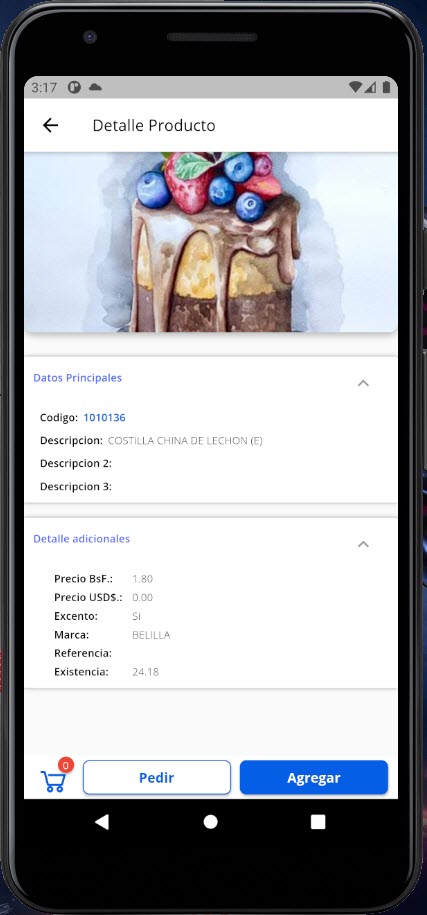 3:17
Detalle Producto
Datos Principales
Codigo: 1010136
Descripcion: COSTILLA CHINA DE LECHON (E)
Descripcion 2:
Descripcion 3:
Detalle adicionales
Precio BsF.: 1.80
Precio USD$.: 0.00
Excento: SI
Marca: BELILLA
Referencia:
Existencia: 24.18
0
Pedir
Agregar